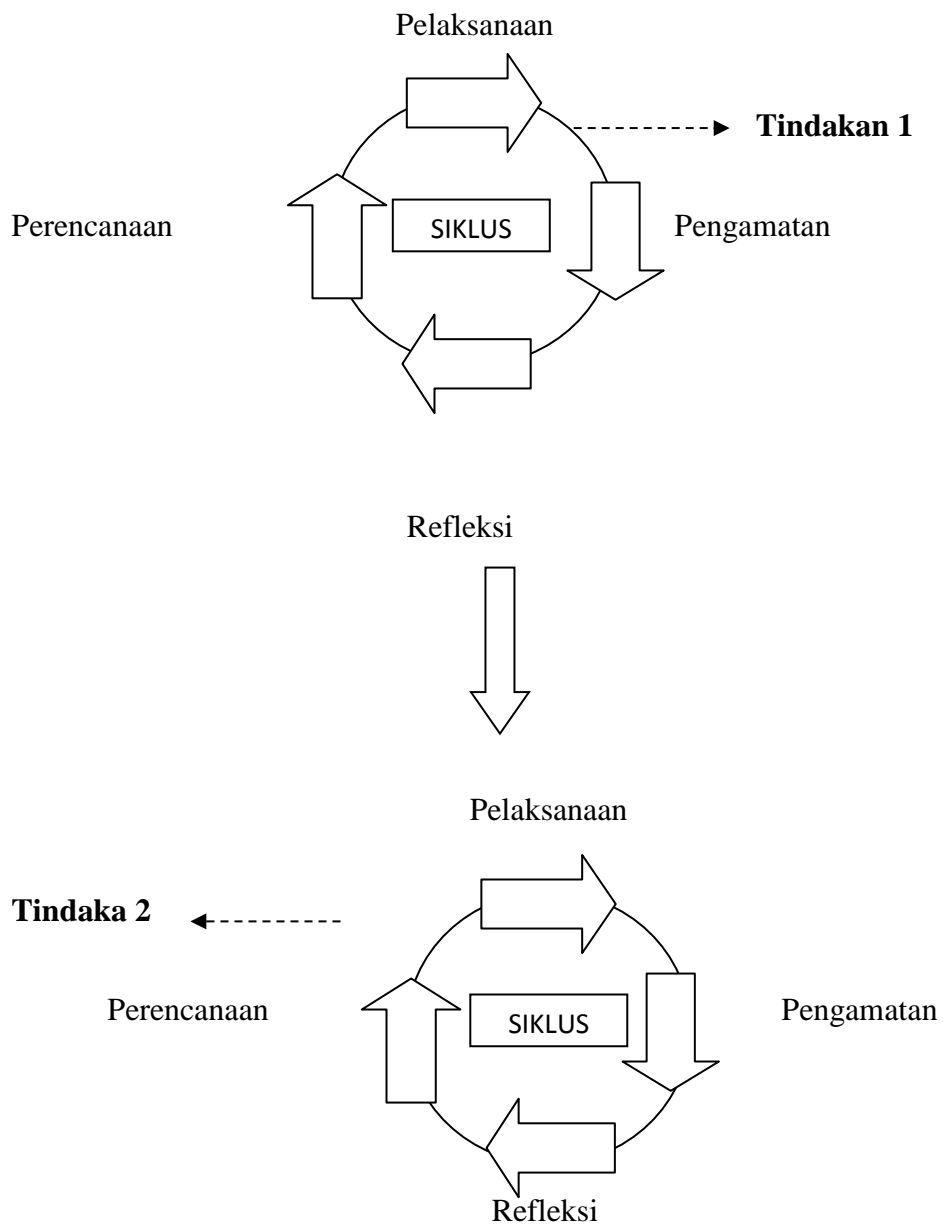 Pelaksanaan
Tindakan 1
Perencanaan
SIKLUS
Pengamatan
Refleksi
Pelaksanaan
Tindaka 2
Perencanaan
SIKLUS
Pengamatan
Refleksi